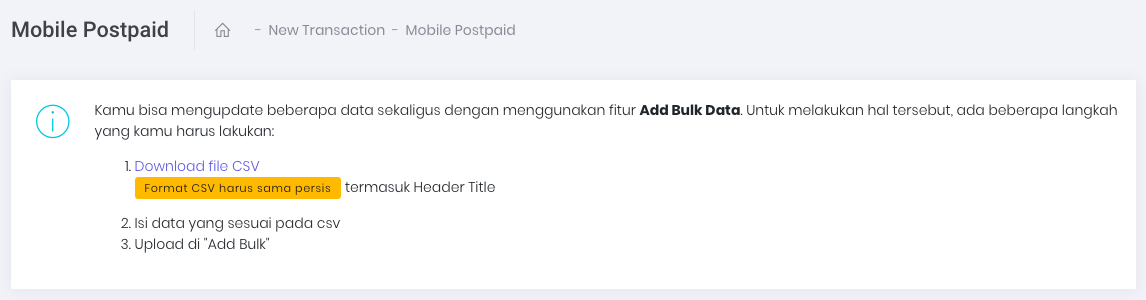 Mobile Postpaid
- New Transaction - Mobile Postpaid
Kamu bisa mengupdate beberapa data sekaligus dengan menggunakan fitur Add Bulk Data. Untuk melakukan hal tersebut, ada beberapa langkah
yang kamu harus lakukan:
1. Download file CSV
Format CSV harus sama persis termasuk Header Title
2. Isi data yang sesuai pada csv
3. Upload di "Add Bulk"